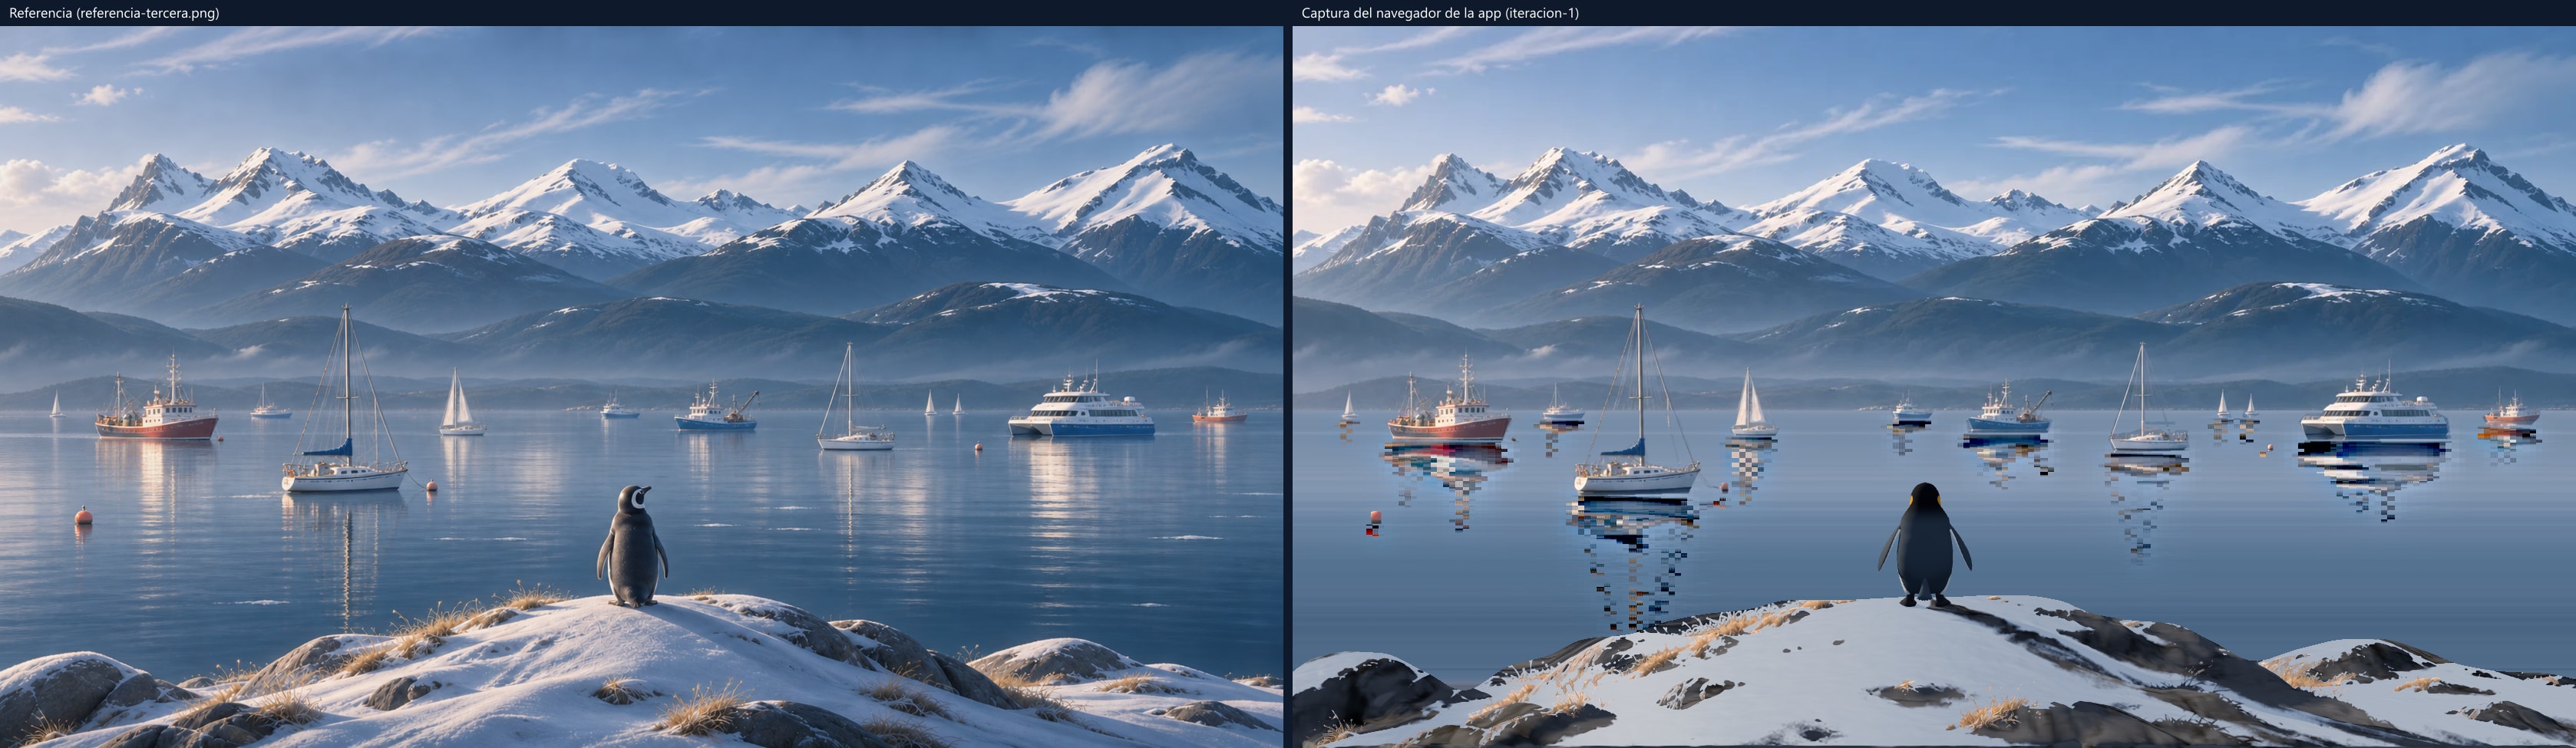 Referencia (referencia-tercera.png)
Captura del navegador de la app (iteracion-1)